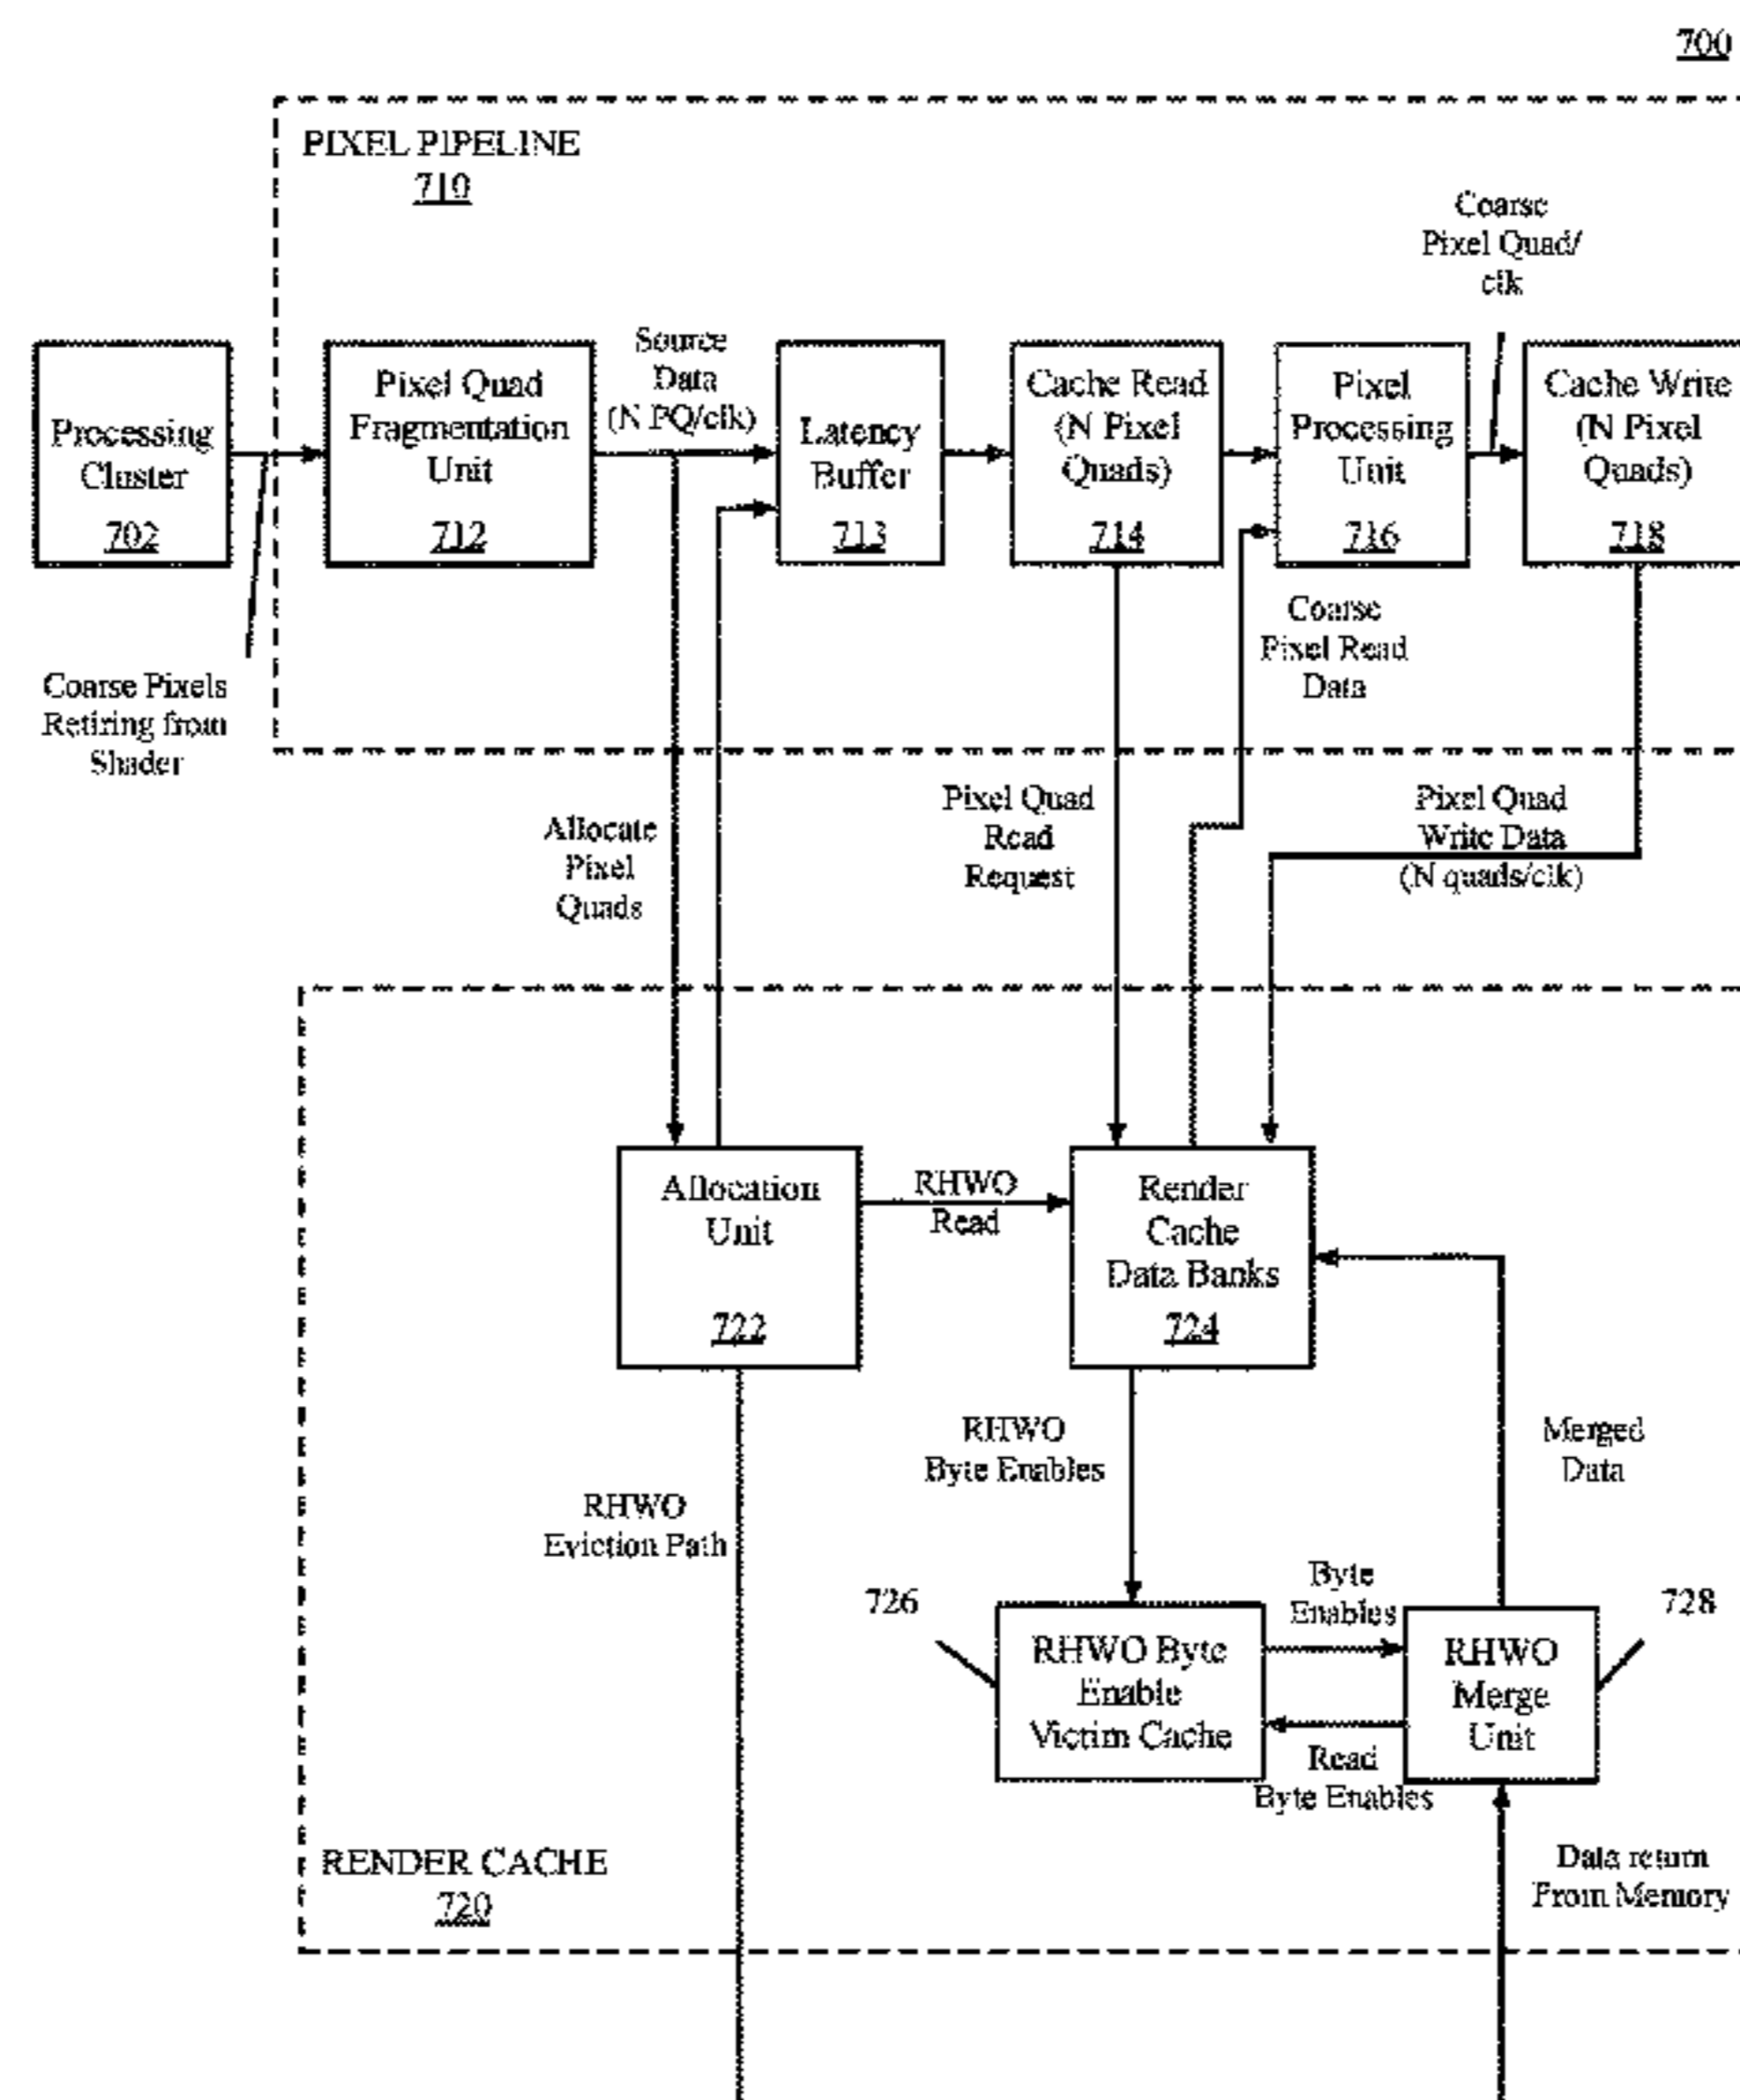 700
PIXEL PIPELINE
710
Coarse
Pixel Quad/
clk
Processing
Cluster
702
Pixel Quad
Fragmentation
Unit
712
Source
Data
(N PQ/clk)
Latency
Buffer
713
Cache Read
(N Pixel
Quads)
714
Pixel
Processing
Unit
716
Cache Write
(N Pixel
Quads)
718
Coarse Pixels
Retiring from
Shader
Coarse
Pixel Read
Data
Allocate
Pixel
Quads
Pixel Quad
Read
Request
Pixel Quad
Write Data
(N quads/clk)
Allocation
Unit
722
RHWO
Read
Render
Cache
Data Banks
724
RHWO
Byte Enables
Merged
Data
RHWO
Eviction Path
726
RHWO Byte
Enable
Victim Cache
Byte
Enables
Read
Byte Enables
RHWO
Merge
Unit
728
RENDER CACHE
720
Data return
From Memory